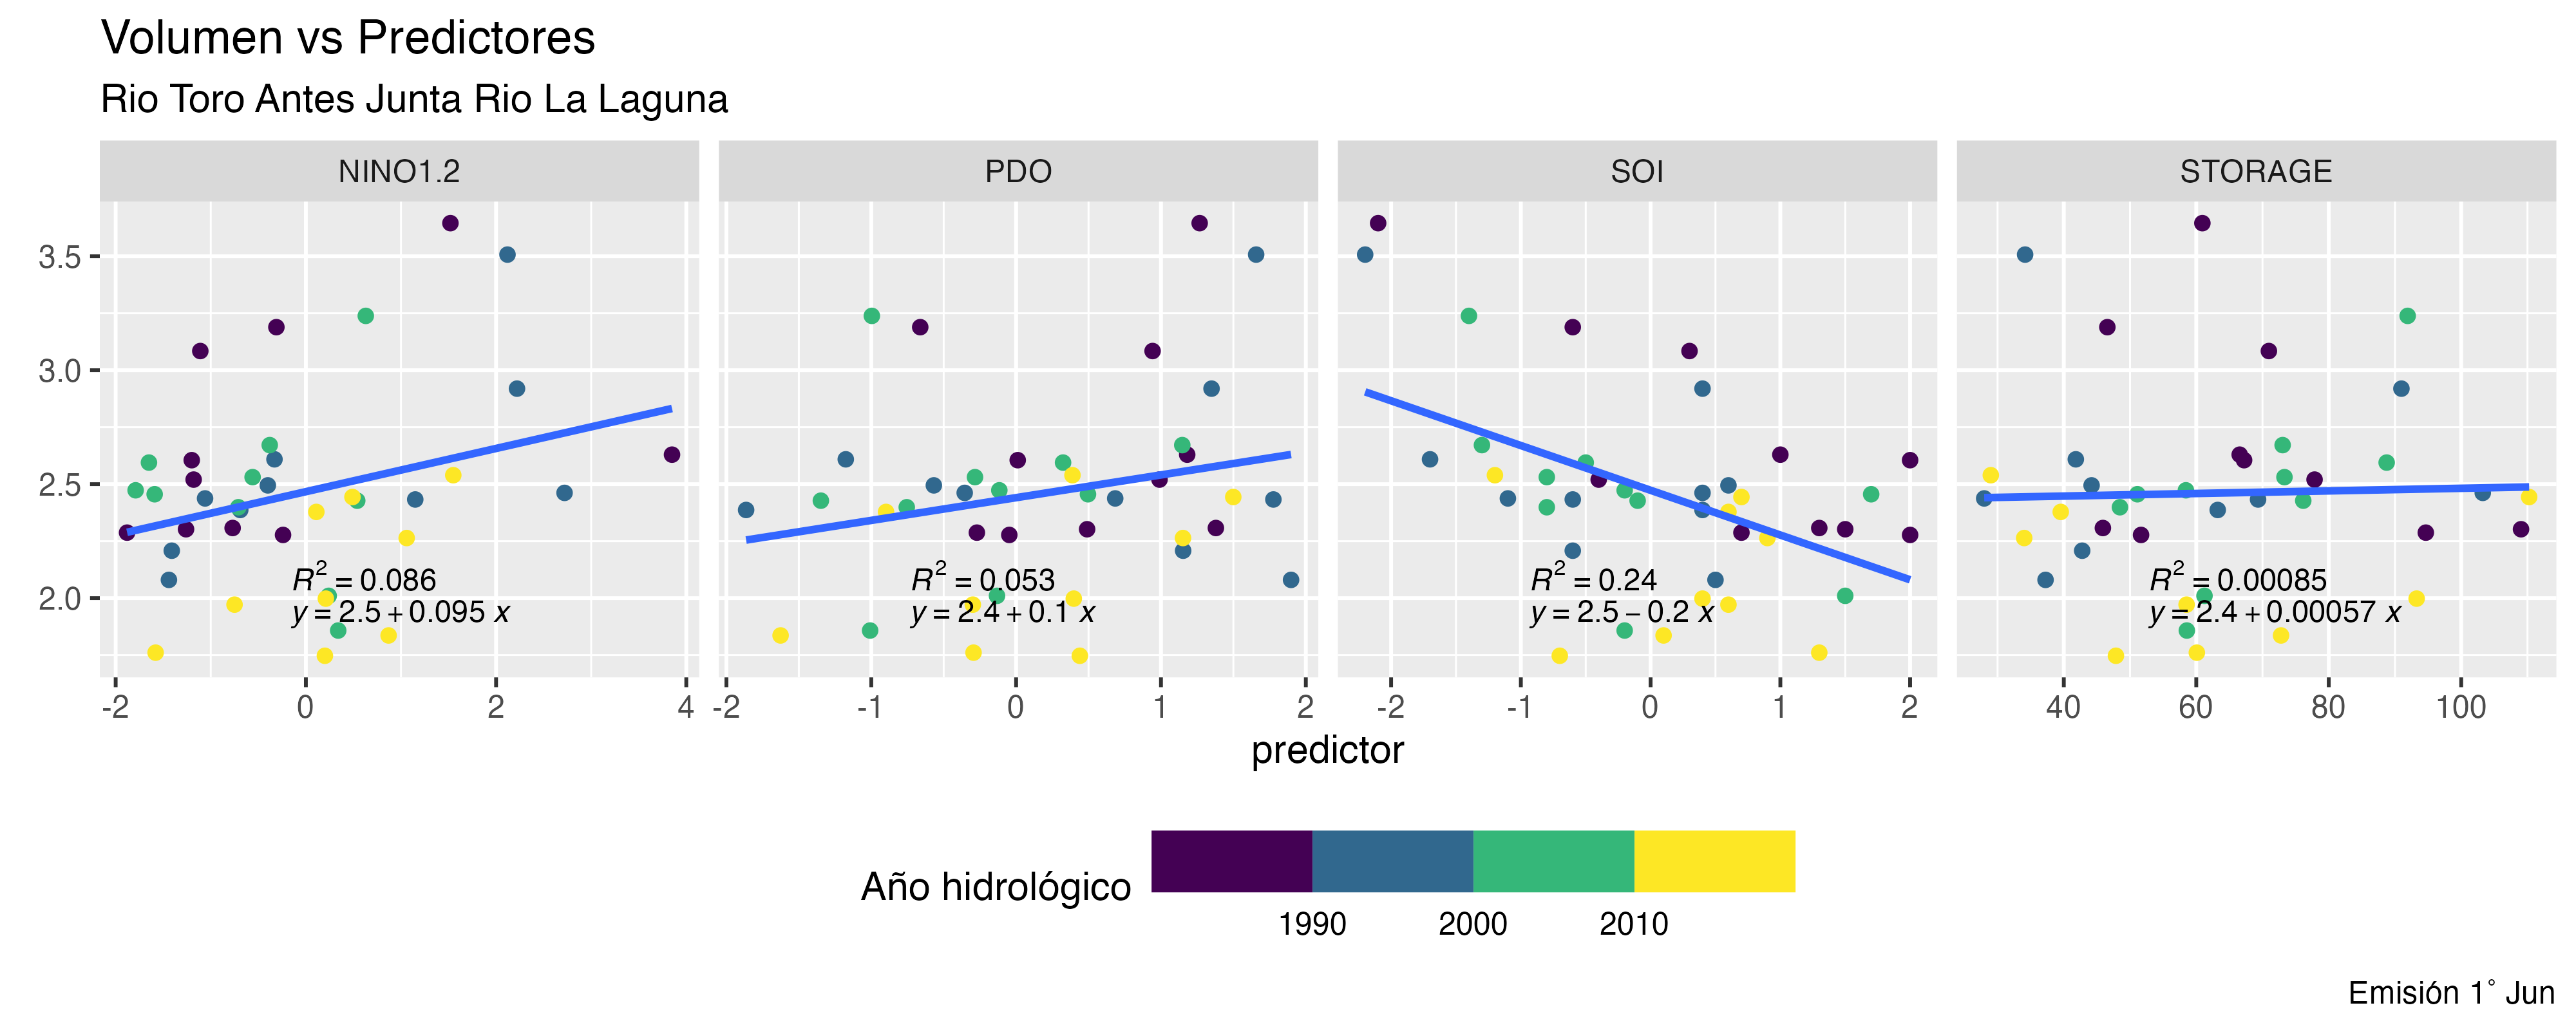 Volumen vs Predictores
Rio Toro Antes Junta Rio La Laguna
NINO1.2 PDO SOI STORAGE
3.5
3.0
2.5
2.0
R² = 0.086 R² = 0.053 R² = 0.24 R² = 0.00085
y = 2.5 + 0.095 x y = 2.4 + 0.1 x y = 2.5 − 0.2 x y = 2.4 + 0.00057 x
-2 0 2 4 -2 -1 0 1 2 -2 -1 0 1 2 40 60 80 100
predictor
Año hidrológico
1990 2000 2010
Emisión 1° Jun